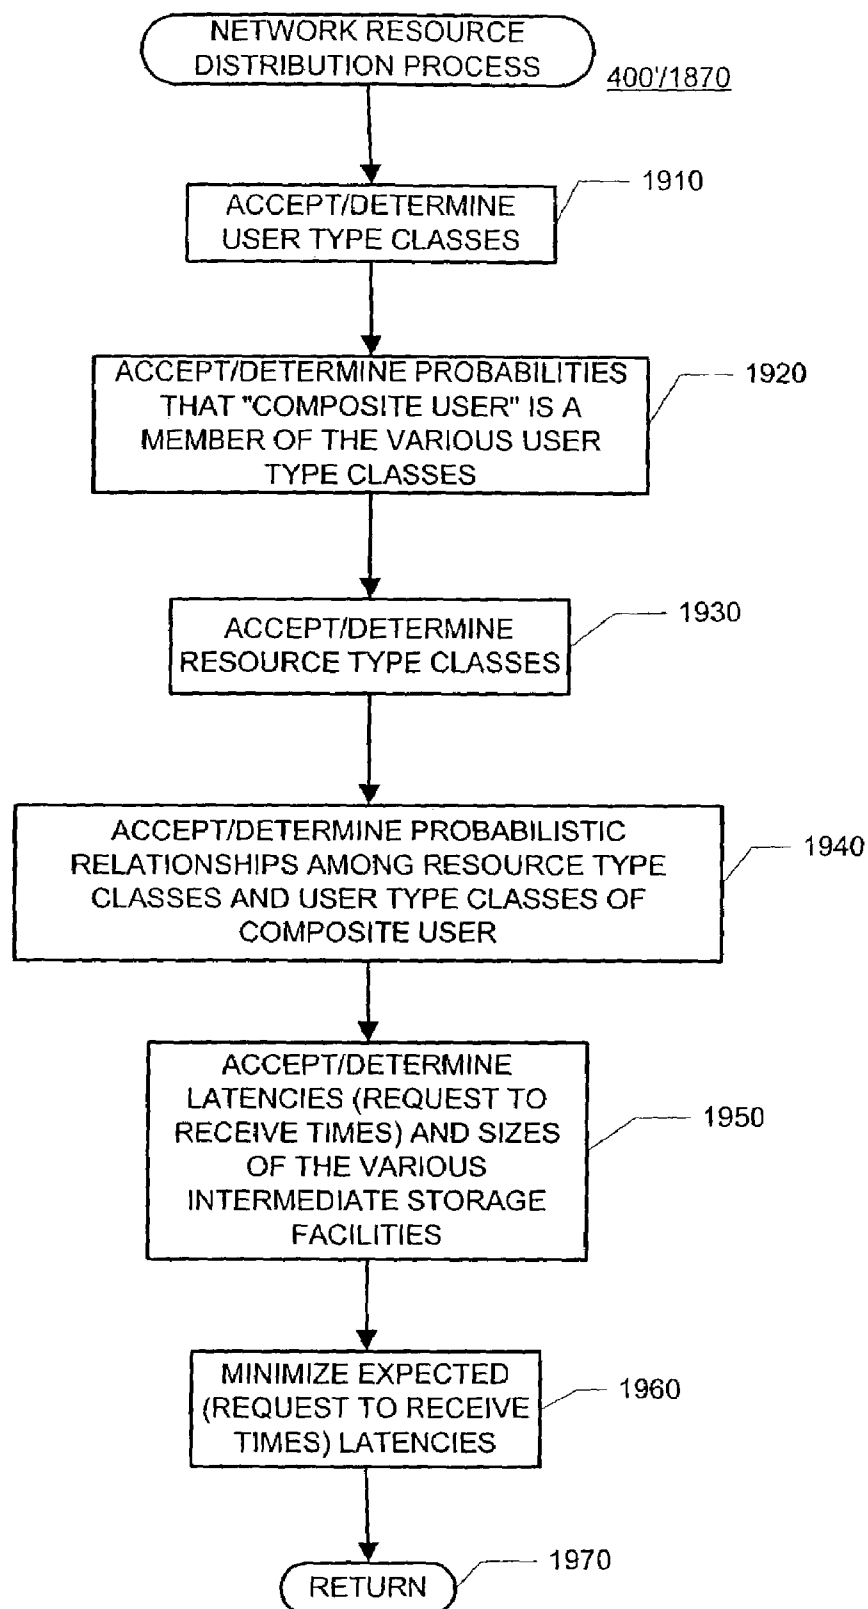 NETWORK RESOURCE
DISTRIBUTION PROCESS
400'/1870
ACCEPT/DETERMINE
USER TYPE CLASSES
1910
ACCEPT/DETERMINE PROBABILITIES
THAT "COMPOSITE USER" IS A
MEMBER OF THE VARIOUS USER
TYPE CLASSES
1920
ACCEPT/DETERMINE
RESOURCE TYPE CLASSES
1930
ACCEPT/DETERMINE PROBABILISTIC
RELATIONSHIPS AMONG RESOURCE TYPE
CLASSES AND USER TYPE CLASSES OF
COMPOSITE USER
1940
ACCEPT/DETERMINE
LATENCIES (REQUEST TO
RECEIVE TIMES) AND SIZES
OF THE VARIOUS
INTERMEDIATE STORAGE
FACILITIES
1950
MINIMIZE EXPECTED
(REQUEST TO RECEIVE
TIMES) LATENCIES
1960
RETURN
1970